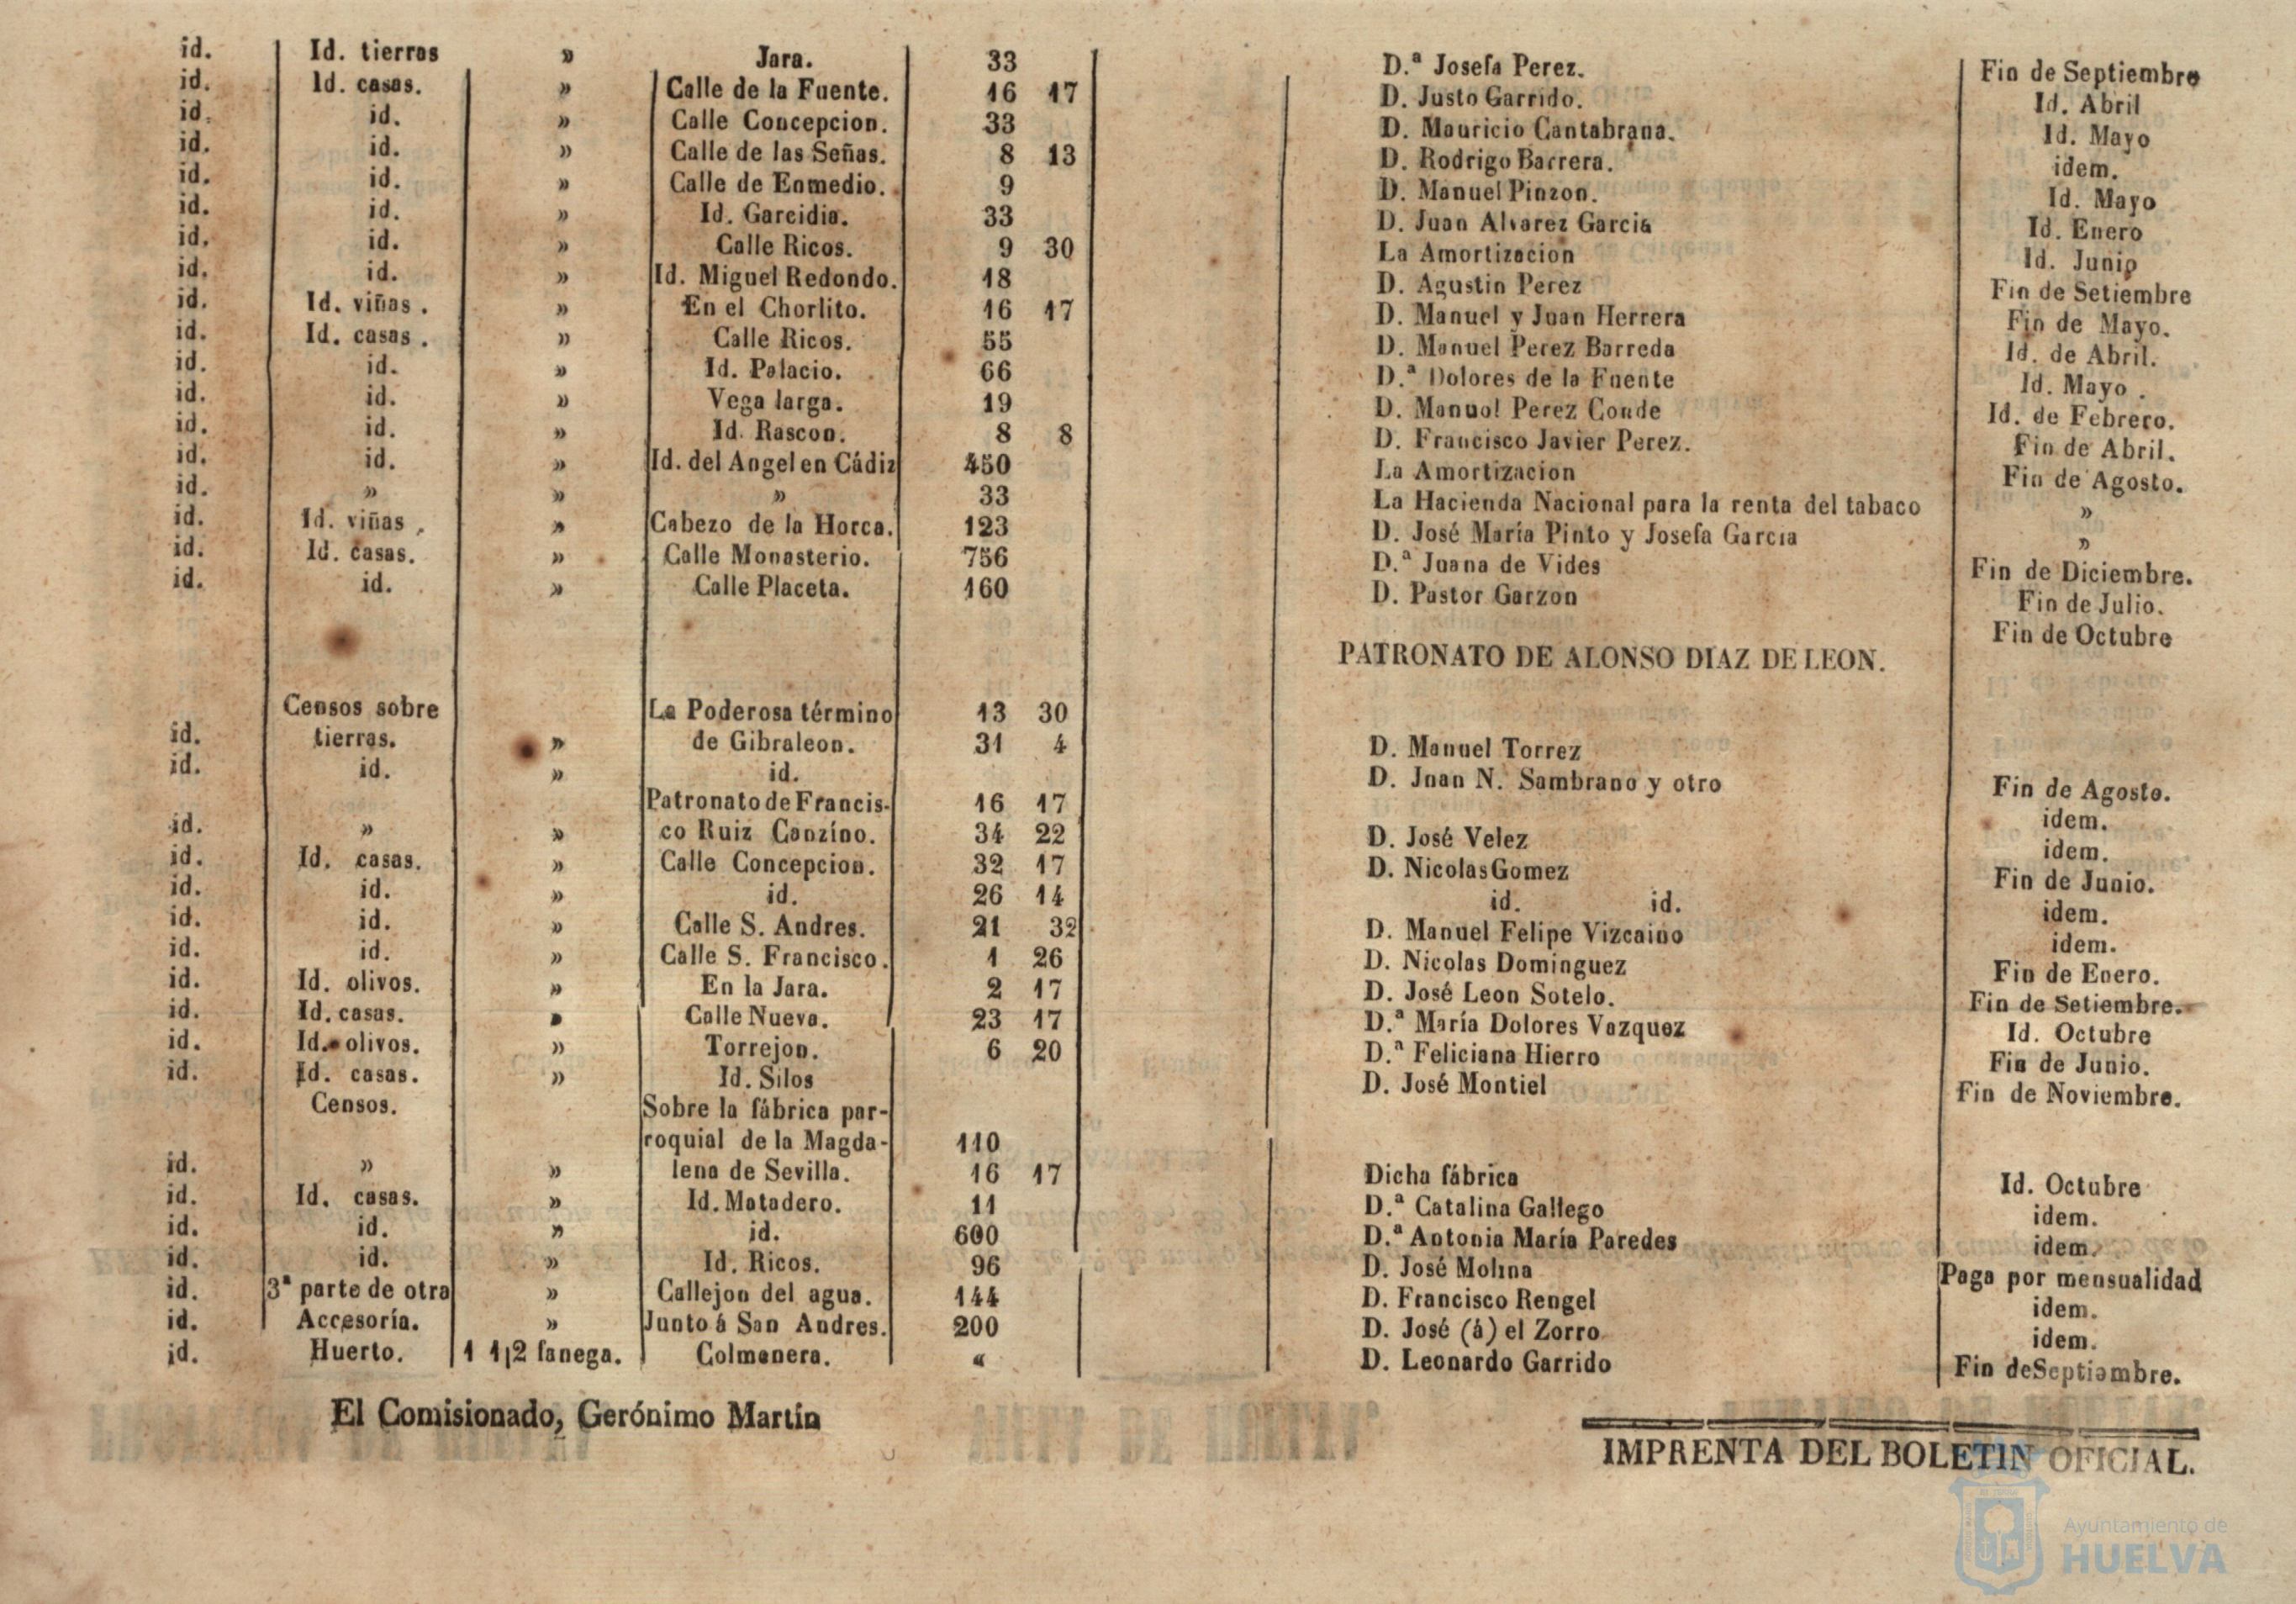 id. Id. tierras » Jara. 33 D.ª Josefa Perez. Fin de Septiembre
id. Id. casas. » Calle de la Fuente. 16 17 D. Justo Garrido. Id. Abril
id. id. » Calle Concepcion. 33 D. Mauricio Cantabrana. Id. Mayo
id. id. » Calle de las Señas. 8 13 D. Rodrigo Barrera. idem.
id. id. » Calle de Enmedio. 9 D. Manuel Pinzon. Id. Mayo
id. id. » Id. Garcidia. 33 D. Juan Alvarez Garcia Id. Enero
id. id. » Calle Ricos. 9 30 La Amortizacion Id. Junio
id. id. » Id. Miguel Redondo. 18 D. Agustin Perez Fin de Setiembre
id. Id. viñas. » En el Chorlito. 16 17 D. Manuel y Juan Herrera Fin de Mayo.
id. Id. casas. » Calle Ricos. 55 D. Manuel Perez Barreda Id. de Abril.
id. id. » Id. Palacio. 66 D.ª Dolores de la Fuente Id. Mayo.
id. id. » Vega larga. 19 D. Manuel Perez Conde Id. de Febrero.
id. id. » Id. Rascon. 8 8 D. Francisco Javier Perez. Fin de Abril.
id. id. » Id. del Angel en Cádiz 450 La Amortizacion Fin de Agosto.
id. » » » 33 La Hacienda Nacional para la renta del tabaco »
id. Id. viñas. » Cabezo de la Horca. 123 D. José María Pinto y Josefa Garcia »
id. Id. casas. » Calle Monasterio. 756 D.ª Juana de Vides Fin de Diciembre.
id. id. » Calle Placeta. 160 D. Pastor Garzon Fin de Julio.
Fin de Octubre
PATRONATO DE ALONSO DIAZ DE LEON.
Censos sobre La Poderosa término 13 30
id. tierras. » de Gibraleon. 31 4 D. Manuel Torrez
id. id. » id. D. Juan N. Sambrano y otro Fin de Agosto.
Patronato de Francis- 16 17 idem.
id. » » co Ruiz Canzíno. 34 22 D. José Velez idem.
id. Id. casas. » Calle Concepcion. 32 17 D. Nicolas Gomez Fin de Junio.
id. id. » id. 26 14 id. id. idem.
id. id. » Calle S. Andres. 21 32 D. Manuel Felipe Vizcaino idem.
id. id. » Calle S. Francisco. 1 26 D. Nicolas Dominguez Fin de Enero.
id. Id. olivos. » En la Jara. 2 17 D. José Leon Sotelo. Fin de Setiembre.
id. Id. casas. » Calle Nueva. 23 17 D.ª María Dolores Vazquez Id. Octubre
id. Id. olivos. » Torrejon. 6 20 D.ª Feliciana Hierro Fin de Junio.
id. Id. casas. » Id. Silos D. José Montiel Fin de Noviembre.
Censos. Sobre la fábrica par-
roquial de la Magda- 110
id. » » lena de Sevilla. 16 17 Dicha fábrica Id. Octubre
id. Id. casas. » Id. Matadero. 11 D.ª Catalina Gallego idem.
id. id. » id. 600 D.ª Antonia María Paredes idem.
id. id. » Id. Ricos. 96 D. José Molina Paga por mensualidad
id. 3ª parte de otra » Callejon del agua. 144 D. Francisco Rengel idem.
id. Accesoría. » Junto á San Andres. 200 D. José (á) el Zorro idem.
id. Huerto. 1 1|2 fanega. Colmenera. « D. Leonardo Garrido Fin de Septiembre.
El Comisionado, Gerónimo Martin
IMPRENTA DEL BOLETIN OFICIAL.
Ayuntamiento de
HUELVA